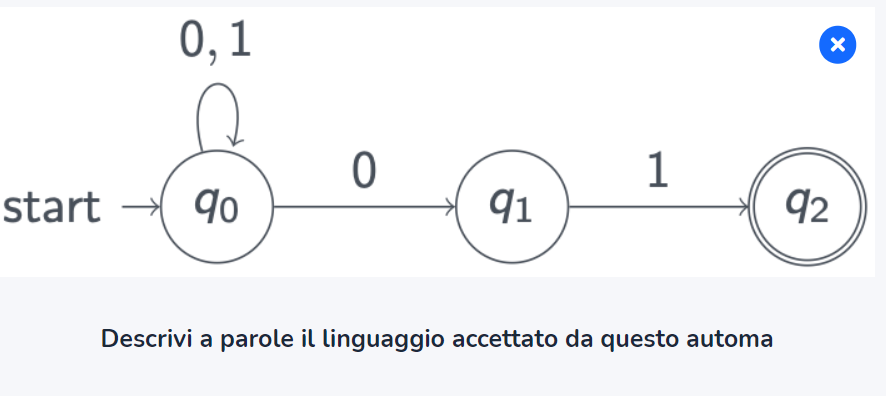 0, 1
0
1
start
q0
q1
q2
Descrivi a parole il linguaggio accettato da questo automa